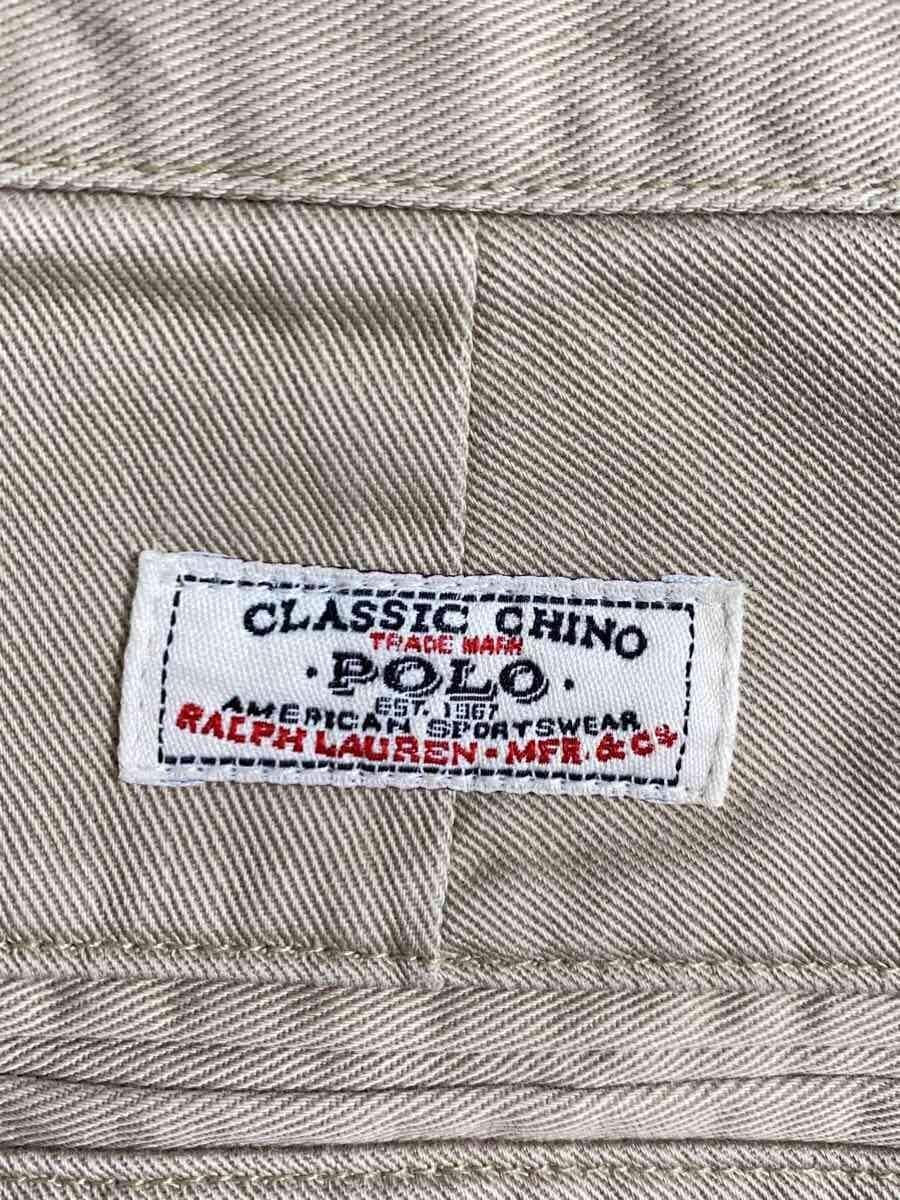 CLASSIC CHINO
TRADE MARK
· POLO ·
EST. 1967
AMERICAN SPORTSWEAR
RALPH LAUREN · MFR. & Co